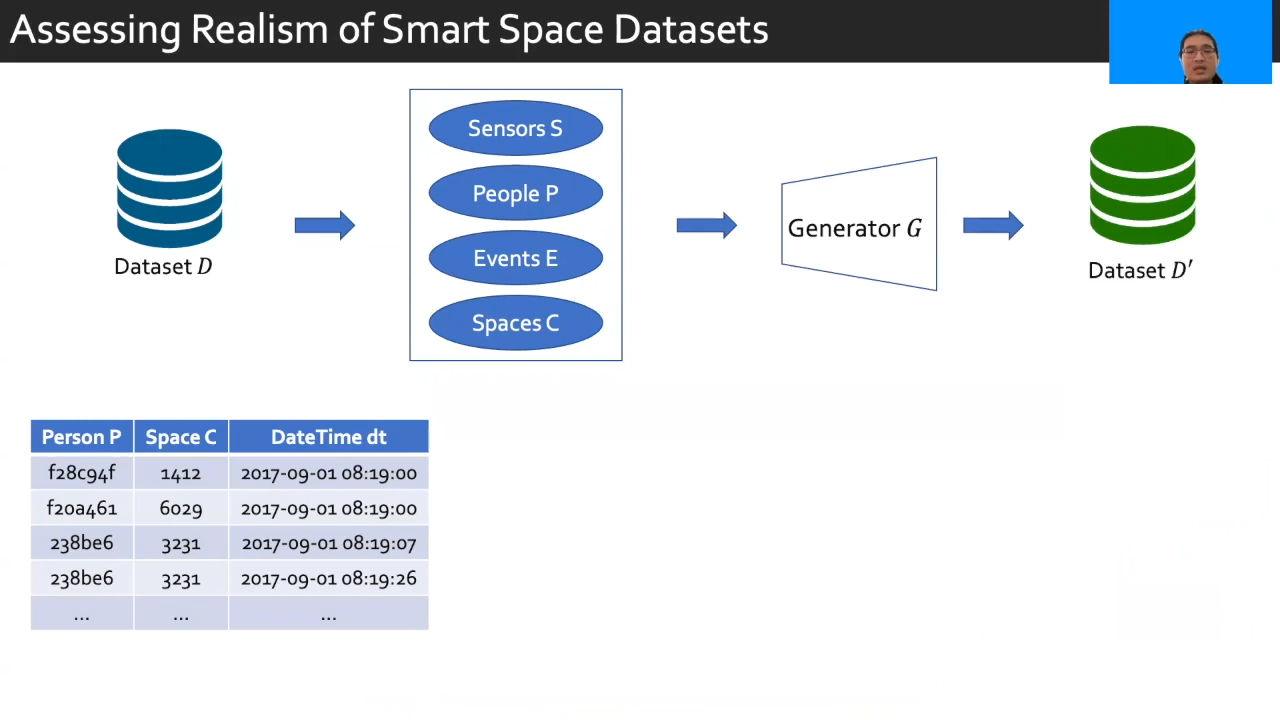 Assessing Realism of Smart Space Datasets
Sensors S
People P
Events E
Spaces C
Generator G
Dataset D
Dataset D′
Person P Space C DateTime dt
f28c94f 1412 2017-09-01 08:19:00
f20a461 6029 2017-09-01 08:19:00
238be6 3231 2017-09-01 08:19:07
238be6 3231 2017-09-01 08:19:26
... ... ...